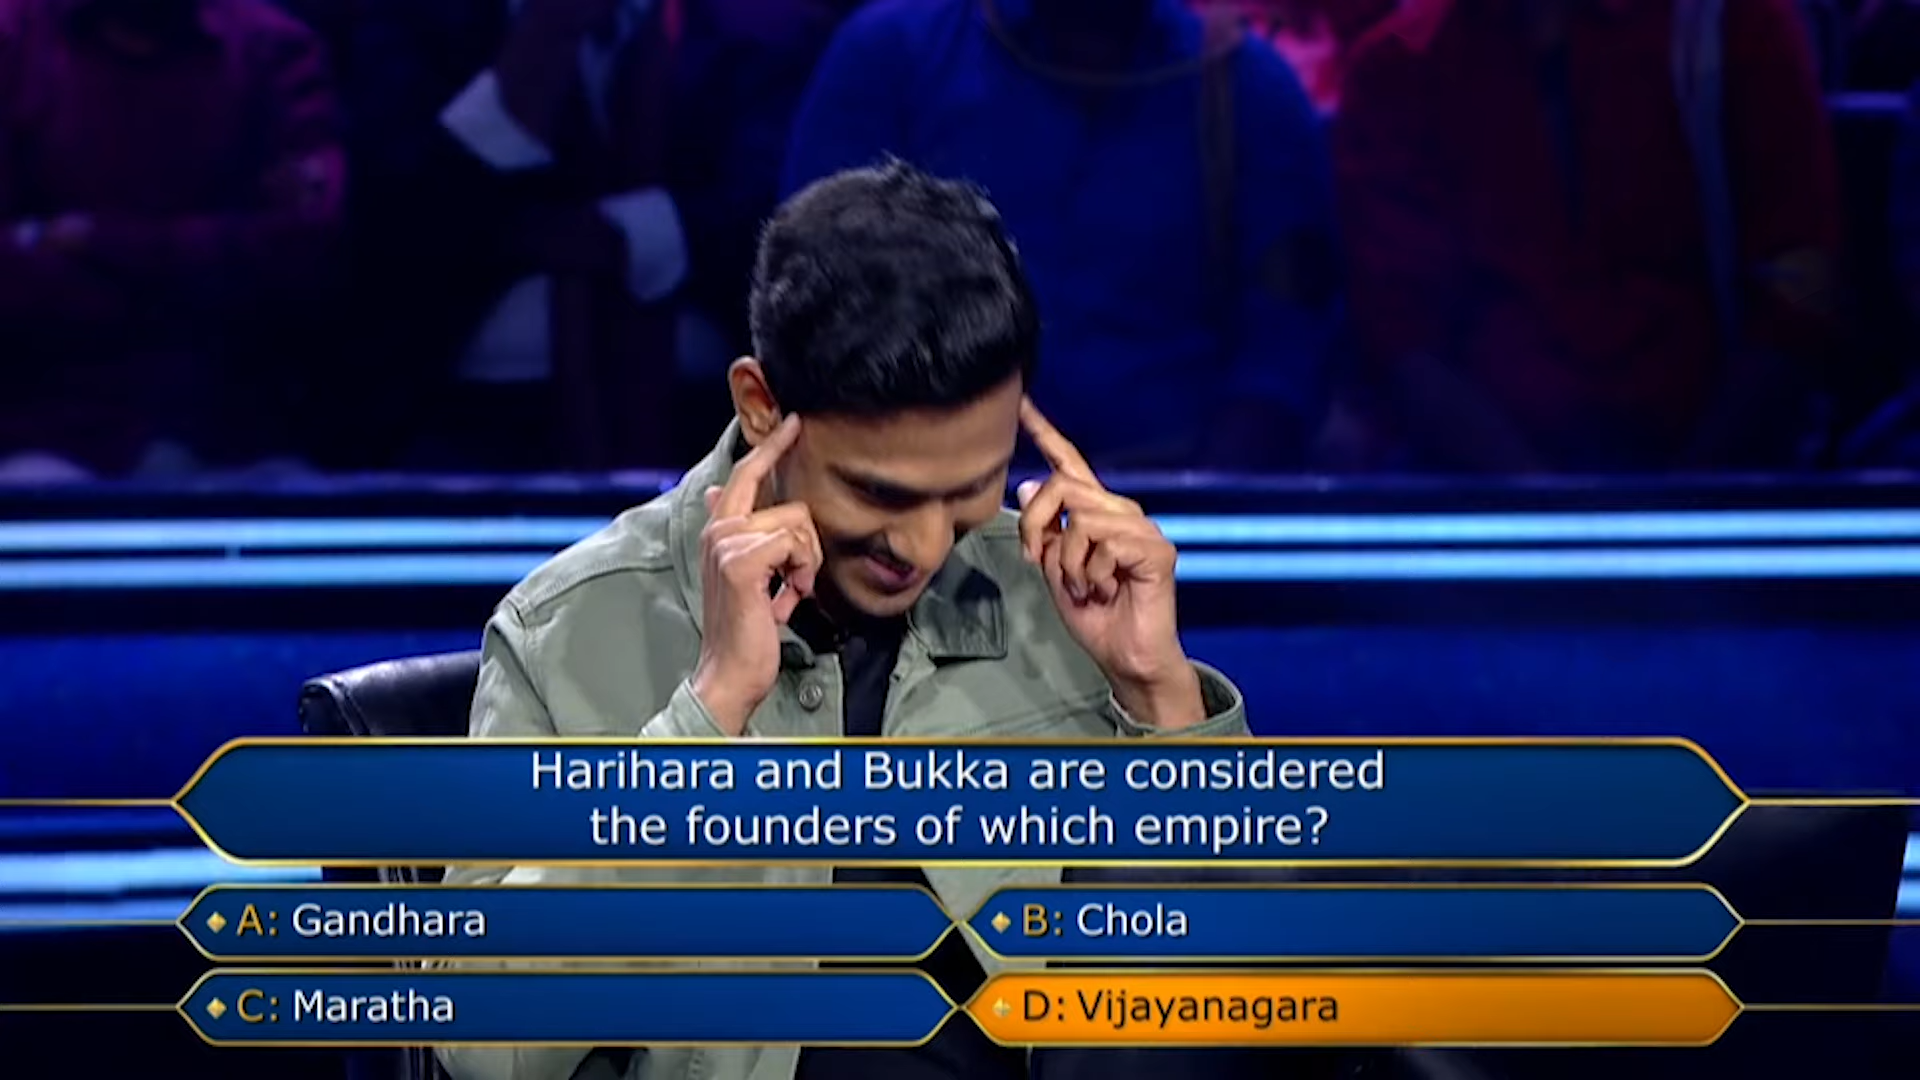 Harihara and Bukka are considered
the founders of which empire?
A: Gandhara
B: Chola
C: Maratha
D: Vijayanagara